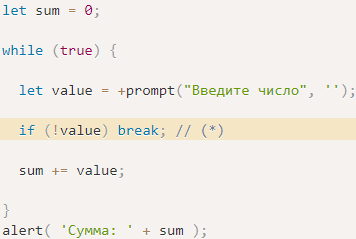 let sum = 0;
while (true) {
let value = +prompt("Введите число", '');
if (!value) break; // (*)
sum += value;
}
alert( 'Сумма: ' + sum );